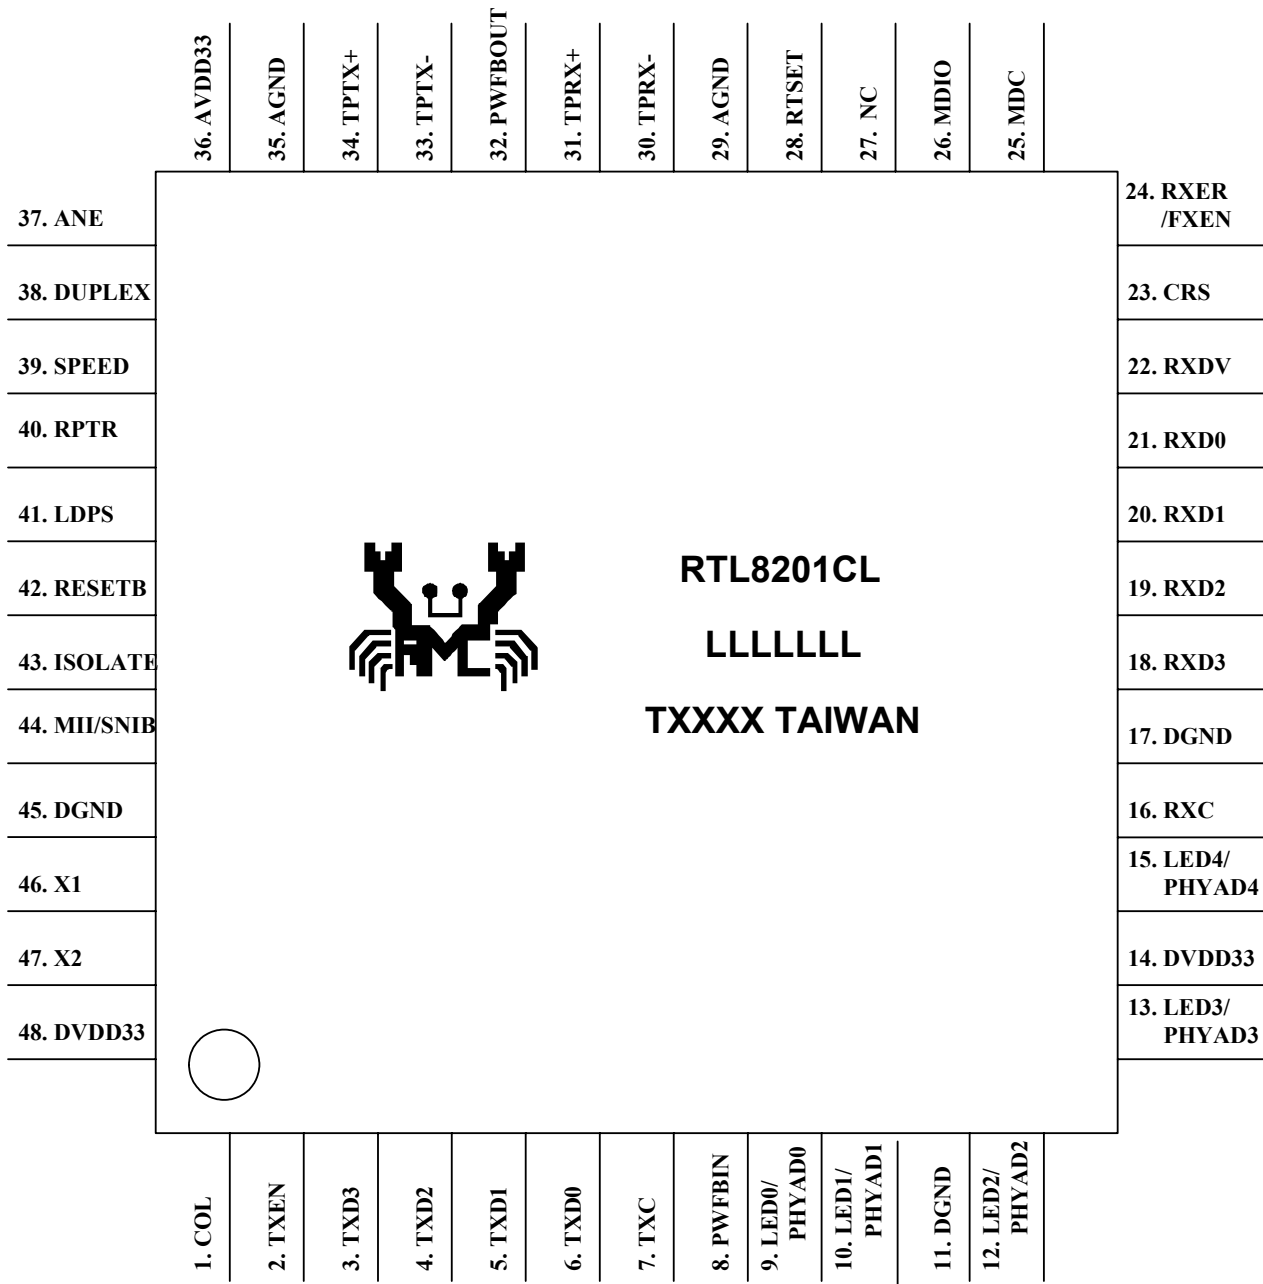 36. AVDD33
35. AGND
34. TPTX+
33. TPTX-
32. PWFBOUT
31. TPRX+
30. TPRX-
29. AGND
28. RTSET
27. NC
26. MDIO
25. MDC
37. ANE
38. DUPLEX
39. SPEED
40. RPTR
41. LDPS
42. RESETB
43. ISOLATE
44. MII/SNIB
45. DGND
46. X1
47. X2
48. DVDD33
RTL8201CL
LLLLLLL
TXXXX TAIWAN
24. RXER
/FXEN
23. CRS
22. RXDV
21. RXD0
20. RXD1
19. RXD2
18. RXD3
17. DGND
16. RXC
15. LED4/
PHYAD4
14. DVDD33
13. LED3/
PHYAD3
1. COL
2. TXEN
3. TXD3
4. TXD2
5. TXD1
6. TXD0
7. TXC
8. PWFBIN
9. LED0/
PHYAD0
10. LED1/
PHYAD1
11. DGND
12. LED2/
PHYAD2